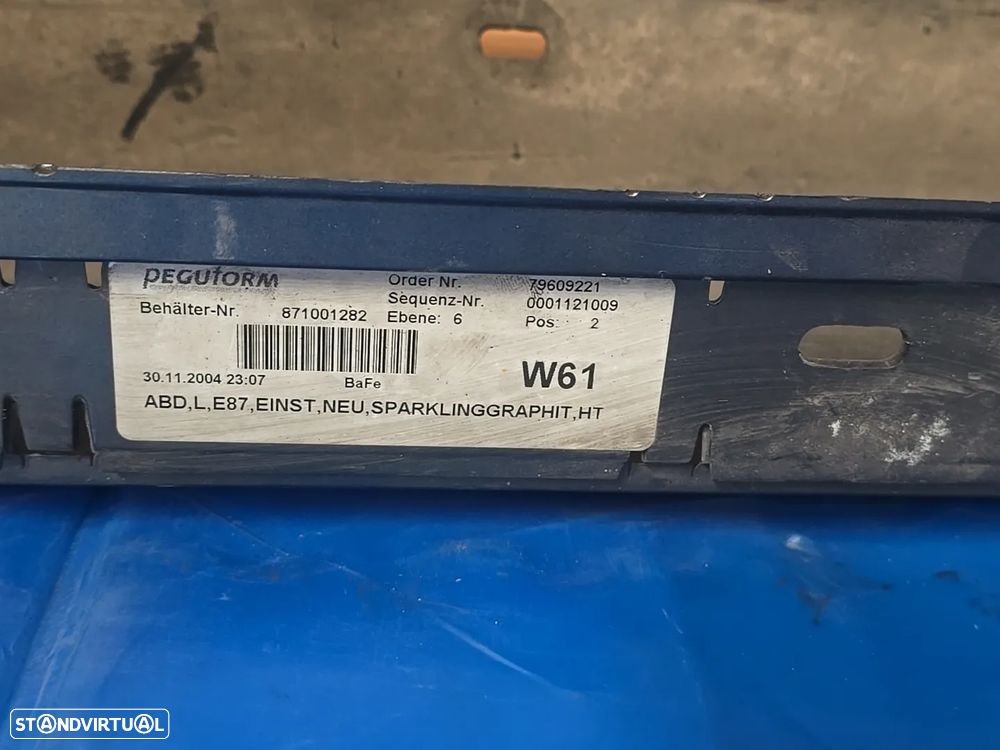 peguform
Order Nr. 79609221
Sequenz-Nr. 0001121009
Behälter-Nr. 871001282 Ebene: 6 Pos: 2
30.11.2004 23:07 BaFe W61
ABD,L,E87,EINST,NEU,SPARKLINGGRAPHIT,HT
STANDVIRTUAL